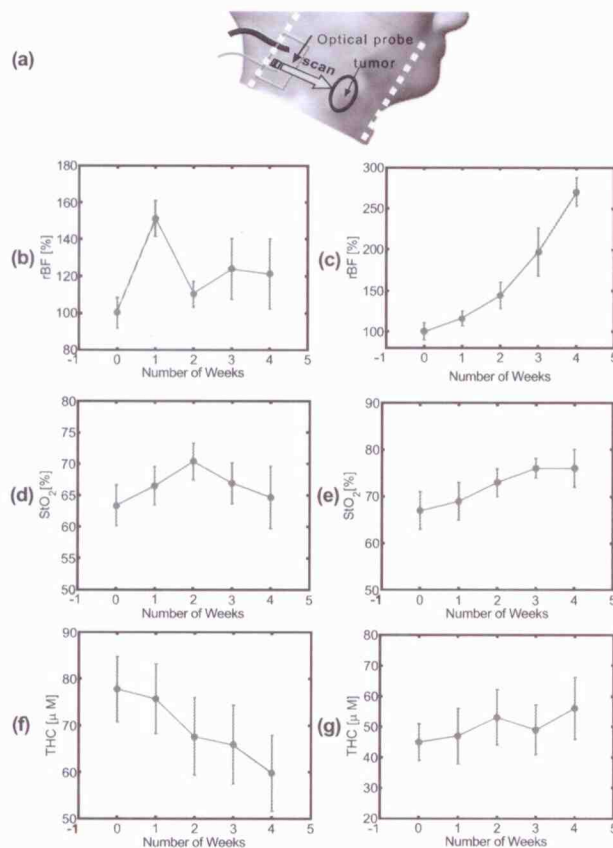 (a)
Optical probe
scan
tumor
(b)
rBF [%]
180
160
140
120
100
80
-1 0 1 2 3 4 5
Number of Weeks
(c)
rBF [%]
300
250
200
150
100
-1 0 1 2 3 4 5
Number of Weeks
(d)
StO2[%]
80
75
70
65
60
55
50
-1 0 1 2 3 4 5
Number of Weeks
(e)
StO2[%]
90
80
70
60
50
-1 0 1 2 3 4 5
Number of Weeks
(f)
THC [μ M]
90
80
70
60
50
-1 0 1 2 3 4 5
Number of Weeks
(g)
THC [μ M]
80
70
60
50
40
30
20
-1 0 1 2 3 4 5
Number of Weeks